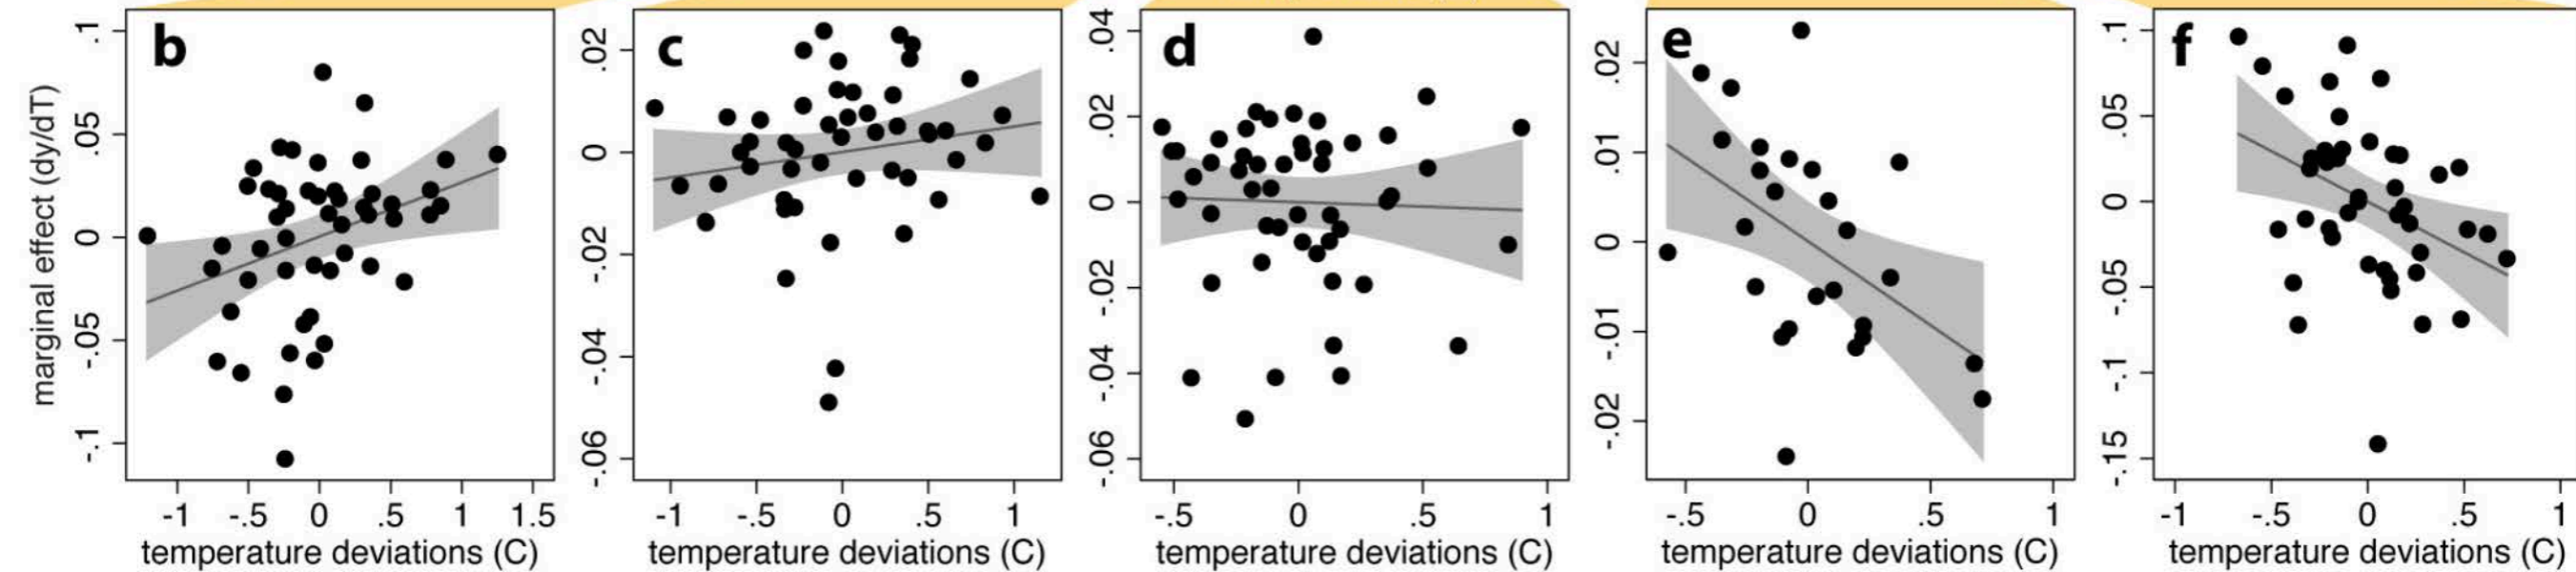 b
c
d
e
f
marginal effect (dy/dT)
.1
.05
0
-.05
-.1
-1 -.5 0 .5 1 1.5
temperature deviations (C)
.02
0
-.02
-.04
-.06
-1 -.5 0 .5 1
temperature deviations (C)
.04
.02
0
-.02
-.04
-.06
-.5 0 .5 1
temperature deviations (C)
.02
.01
0
-.01
-.02
-.5 0 .5 1
temperature deviations (C)
.1
.05
0
-.05
-.1
-.15
-1 -.5 0 .5 1
temperature deviations (C)